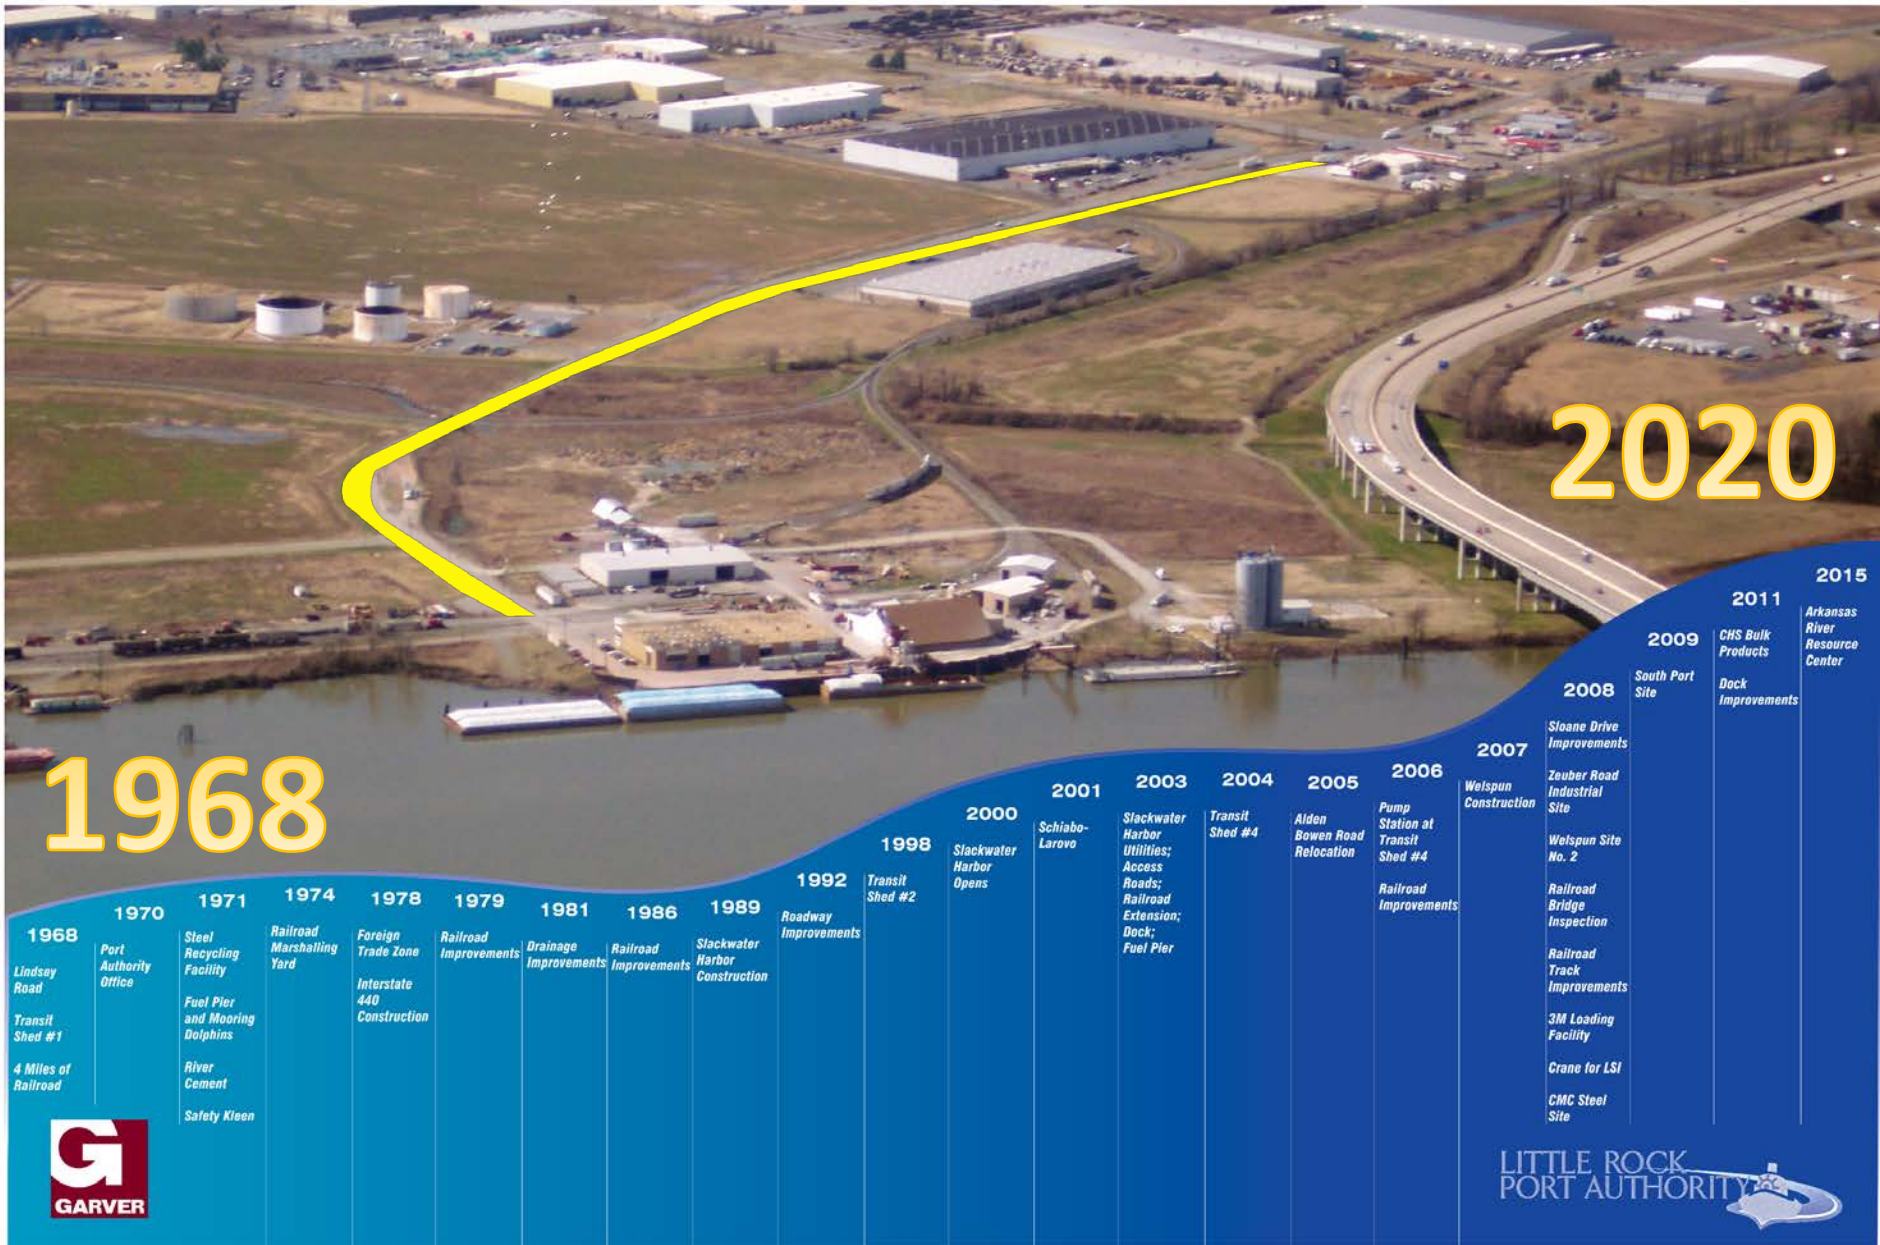 2020
1968
1968
Lindsey
Road
Transit
Shed #1
4 Miles of
Railroad
1970
Port
Authority
Office
1971
Steel
Recycling
Facility
Fuel Pier
and Mooring
Dolphins
River
Cement
Safety Kleen
1974
Railroad
Marshalling
Yard
1978
Foreign
Trade Zone
Interstate
440
Construction
1979
Railroad
Improvements
1981
Drainage
Improvements
1986
Railroad
Improvements
1989
Slackwater
Harbor
Construction
1992
Roadway
Improvements
1998
Transit
Shed #2
2000
Slackwater
Harbor
Opens
2001
Schiabo-
Larovo
2003
Slackwater
Harbor
Utilities;
Access
Roads;
Railroad
Extension;
Dock;
Fuel Pier
2004
Transit
Shed #4
2005
Alden
Bowen Road
Relocation
2006
Pump
Station at
Transit
Shed #4
Railroad
Improvements
2007
Welspun
Construction
2008
Sloane Drive
Improvements
Zeuber Road
Industrial
Site
Welspun Site
No. 2
Railroad
Bridge
Inspection
Railroad
Track
Improvements
3M Loading
Facility
Crane for LSI
CMC Steel
Site
2009
South Port
Site
2011
CHS Bulk
Products
Dock
Improvements
2015
Arkansas
River
Resource
Center
G
GARVER
LITTLE ROCK
PORT AUTHORITY